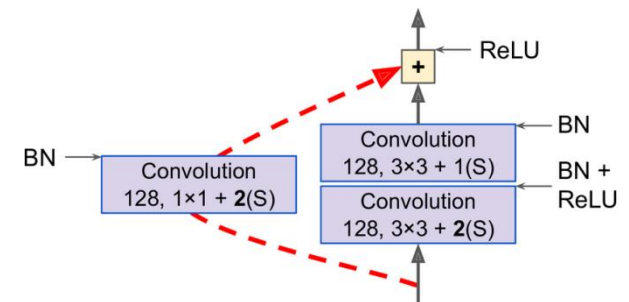 +
ReLU
Convolution
128, 3×3 + 1(S)
BN
BN
Convolution
128, 1×1 + 2(S)
BN +
ReLU
Convolution
128, 3×3 + 2(S)